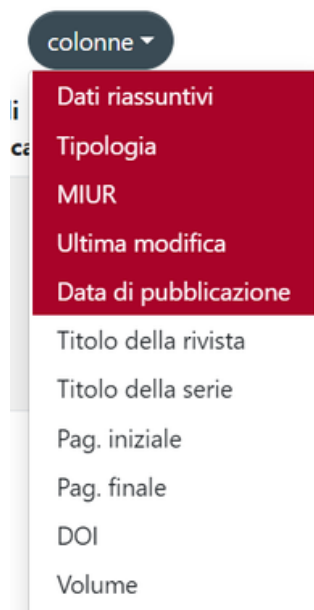 colonne
Dati riassuntivi
Tipologia
MIUR
Ultima modifica
Data di pubblicazione
Titolo della rivista
Titolo della serie
Pag. iniziale
Pag. finale
DOI
Volume